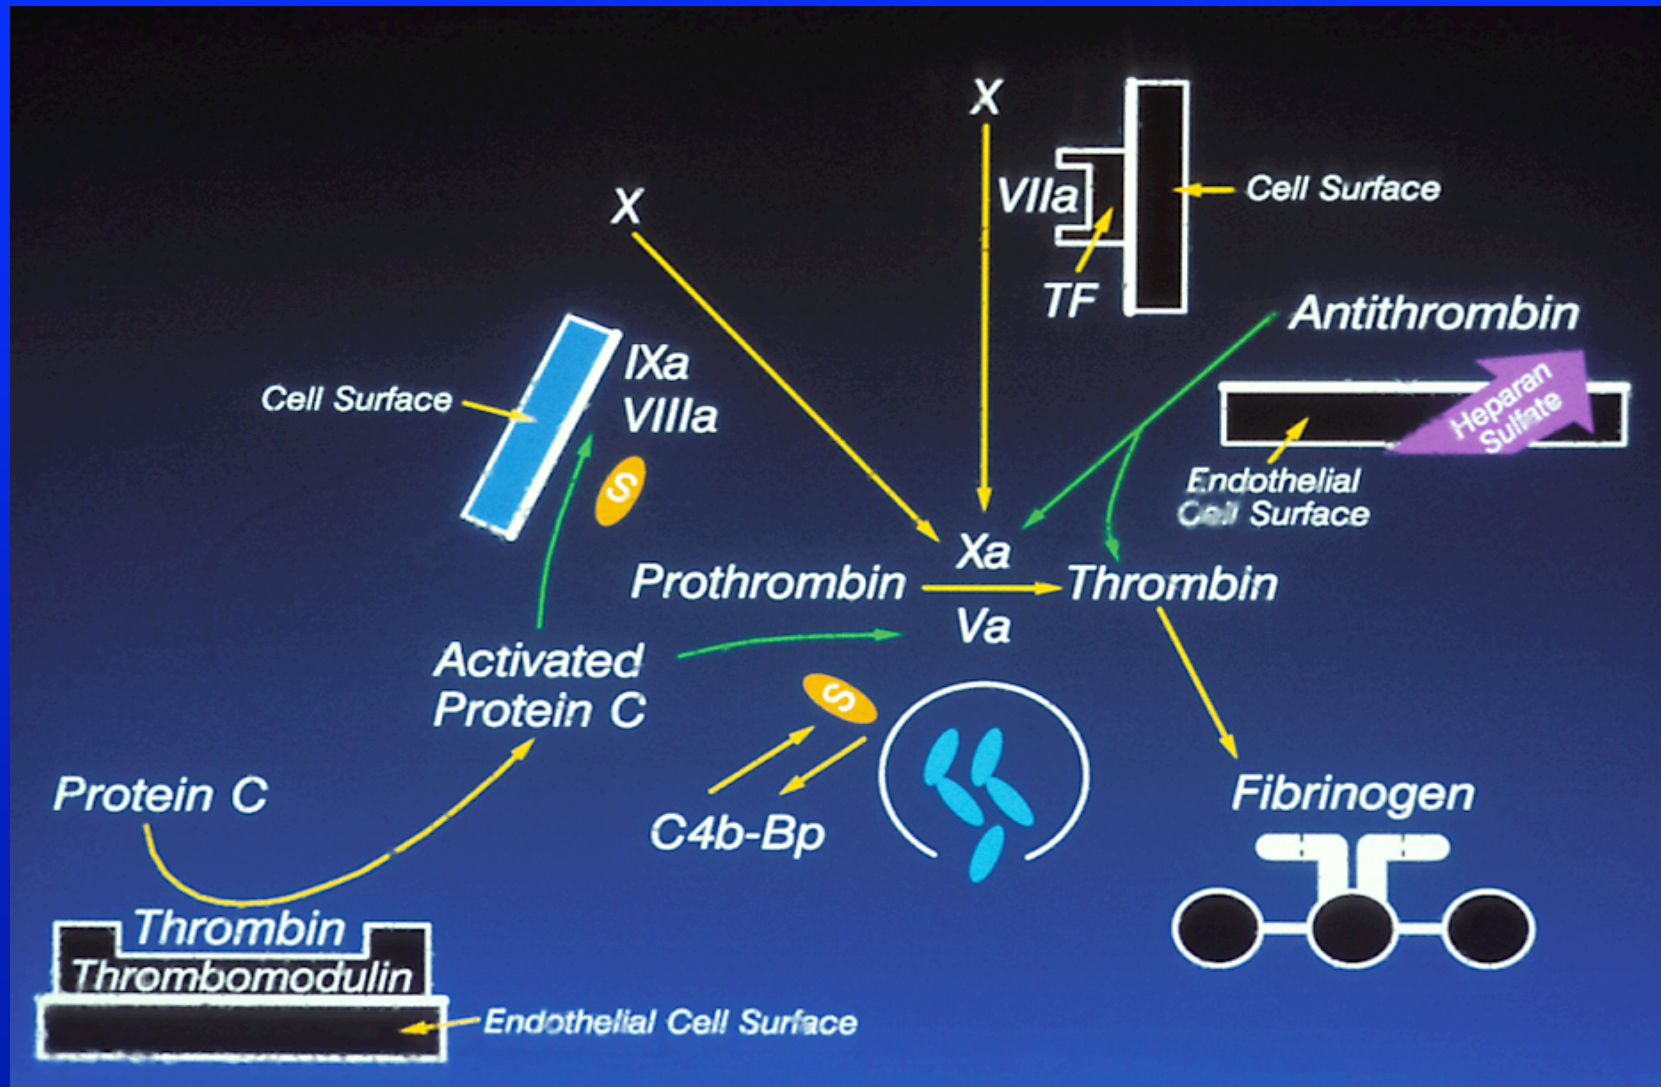 X
X
VIIa
Cell Surface
TF
Antithrombin
IXa
VIIIa
Cell Surface
Heparan
Sulfate
S
Endothelial
Cell Surface
Xa
Prothrombin
Thrombin
Va
Activated
Protein C
S
Protein C
C4b-Bp
Fibrinogen
Thrombin
Thrombomodulin
Endothelial Cell Surface